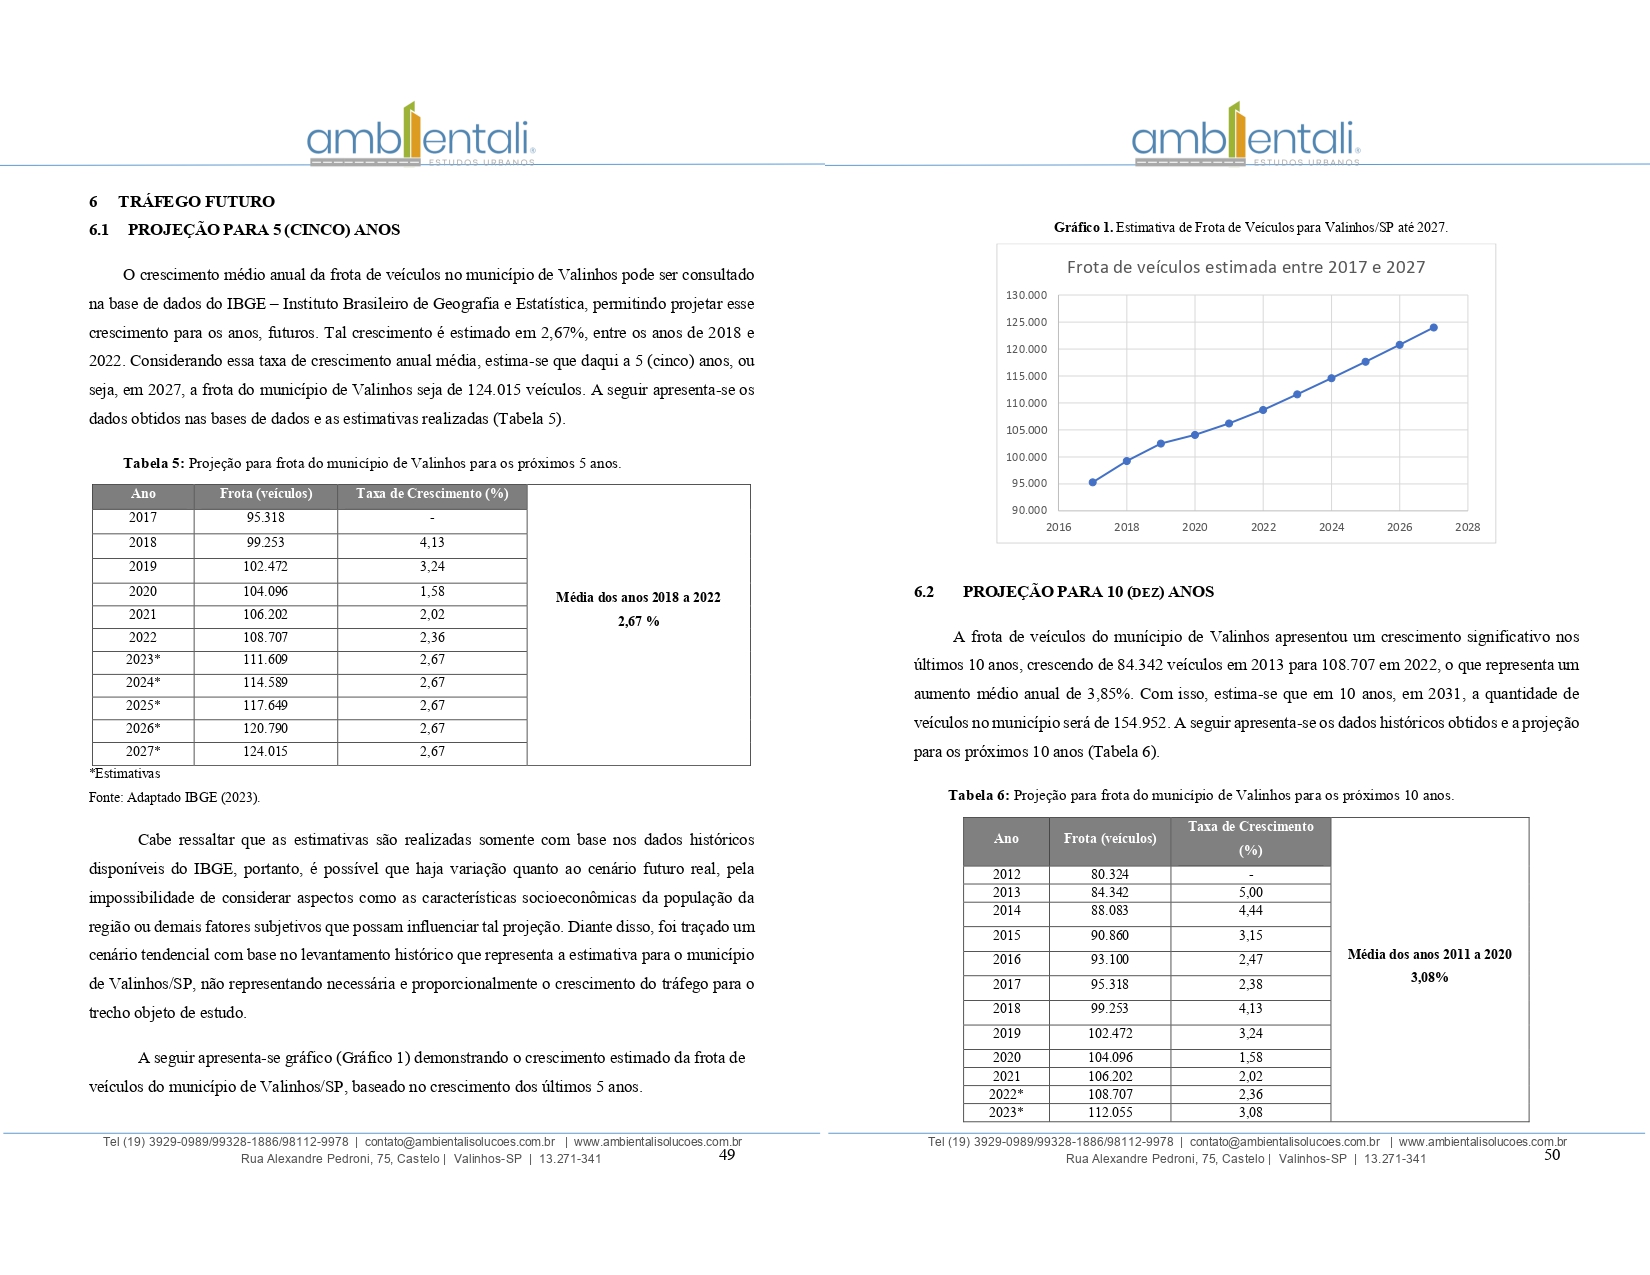 ambientali®
ESTUDOS URBANOS
6 TRÁFEGO FUTURO
6.1 PROJEÇÃO PARA 5 (CINCO) ANOS
O crescimento médio anual da frota de veículos no município de Valinhos pode ser consultado
na base de dados do IBGE – Instituto Brasileiro de Geografia e Estatística, permitindo projetar esse
crescimento para os anos, futuros. Tal crescimento é estimado em 2,67%, entre os anos de 2018 e
2022. Considerando essa taxa de crescimento anual média, estima-se que daqui a 5 (cinco) anos, ou
seja, em 2027, a frota do município de Valinhos seja de 124.015 veículos. A seguir apresenta-se os
dados obtidos nas bases de dados e as estimativas realizadas (Tabela 5).
Tabela 5: Projeção para frota do município de Valinhos para os próximos 5 anos.
Ano Frota (veículos) Taxa de Crescimento (%)
2017 95.318 -
2018 99.253 4,13
2019 102.472 3,24
2020 104.096 1,58
2021 106.202 2,02
2022 108.707 2,36
2023* 111.609 2,67
2024* 114.589 2,67
2025* 117.649 2,67
2026* 120.790 2,67
2027* 124.015 2,67
Média dos anos 2018 a 2022
2,67 %
*Estimativas
Fonte: Adaptado IBGE (2023).
Cabe ressaltar que as estimativas são realizadas somente com base nos dados históricos
disponíveis do IBGE, portanto, é possível que haja variação quanto ao cenário futuro real, pela
impossibilidade de considerar aspectos como as características socioeconômicas da população da
região ou demais fatores subjetivos que possam influenciar tal projeção. Diante disso, foi traçado um
cenário tendencial com base no levantamento histórico que representa a estimativa para o município
de Valinhos/SP, não representando necessária e proporcionalmente o crescimento do tráfego para o
trecho objeto de estudo.
A seguir apresenta-se gráfico (Gráfico 1) demonstrando o crescimento estimado da frota de
veículos do município de Valinhos/SP, baseado no crescimento dos últimos 5 anos.
Tel (19) 3929-0989/99328-1886/98112-9978 | contato@ambientalisolucoes.com.br | www.ambientalisolucoes.com.br
Rua Alexandre Pedroni, 75, Castelo | Valinhos-SP | 13.271-341
49
ambientali®
ESTUDOS URBANOS
Gráfico 1. Estimativa de Frota de Veículos para Valinhos/SP até 2027.
Frota de veículos estimada entre 2017 e 2027
130.000
125.000
120.000
115.000
110.000
105.000
100.000
95.000
90.000
2016 2018 2020 2022 2024 2026 2028
6.2 PROJEÇÃO PARA 10 (DEZ) ANOS
A frota de veículos do munícipio de Valinhos apresentou um crescimento significativo nos
últimos 10 anos, crescendo de 84.342 veículos em 2013 para 108.707 em 2022, o que representa um
aumento médio anual de 3,85%. Com isso, estima-se que em 10 anos, em 2031, a quantidade de
veículos no município será de 154.952. A seguir apresenta-se os dados históricos obtidos e a projeção
para os próximos 10 anos (Tabela 6).
Tabela 6: Projeção para frota do município de Valinhos para os próximos 10 anos.
Ano Frota (veículos) Taxa de Crescimento
(%)
2012 80.324 -
2013 84.342 5,00
2014 88.083 4,44
2015 90.860 3,15
2016 93.100 2,47
2017 95.318 2,38
2018 99.253 4,13
2019 102.472 3,24
2020 104.096 1,58
2021 106.202 2,02
2022* 108.707 2,36
2023* 112.055 3,08
Média dos anos 2011 a 2020
3,08%
Tel (19) 3929-0989/99328-1886/98112-9978 | contato@ambientalisolucoes.com.br | www.ambientalisolucoes.com.br
Rua Alexandre Pedroni, 75, Castelo | Valinhos-SP | 13.271-341
50